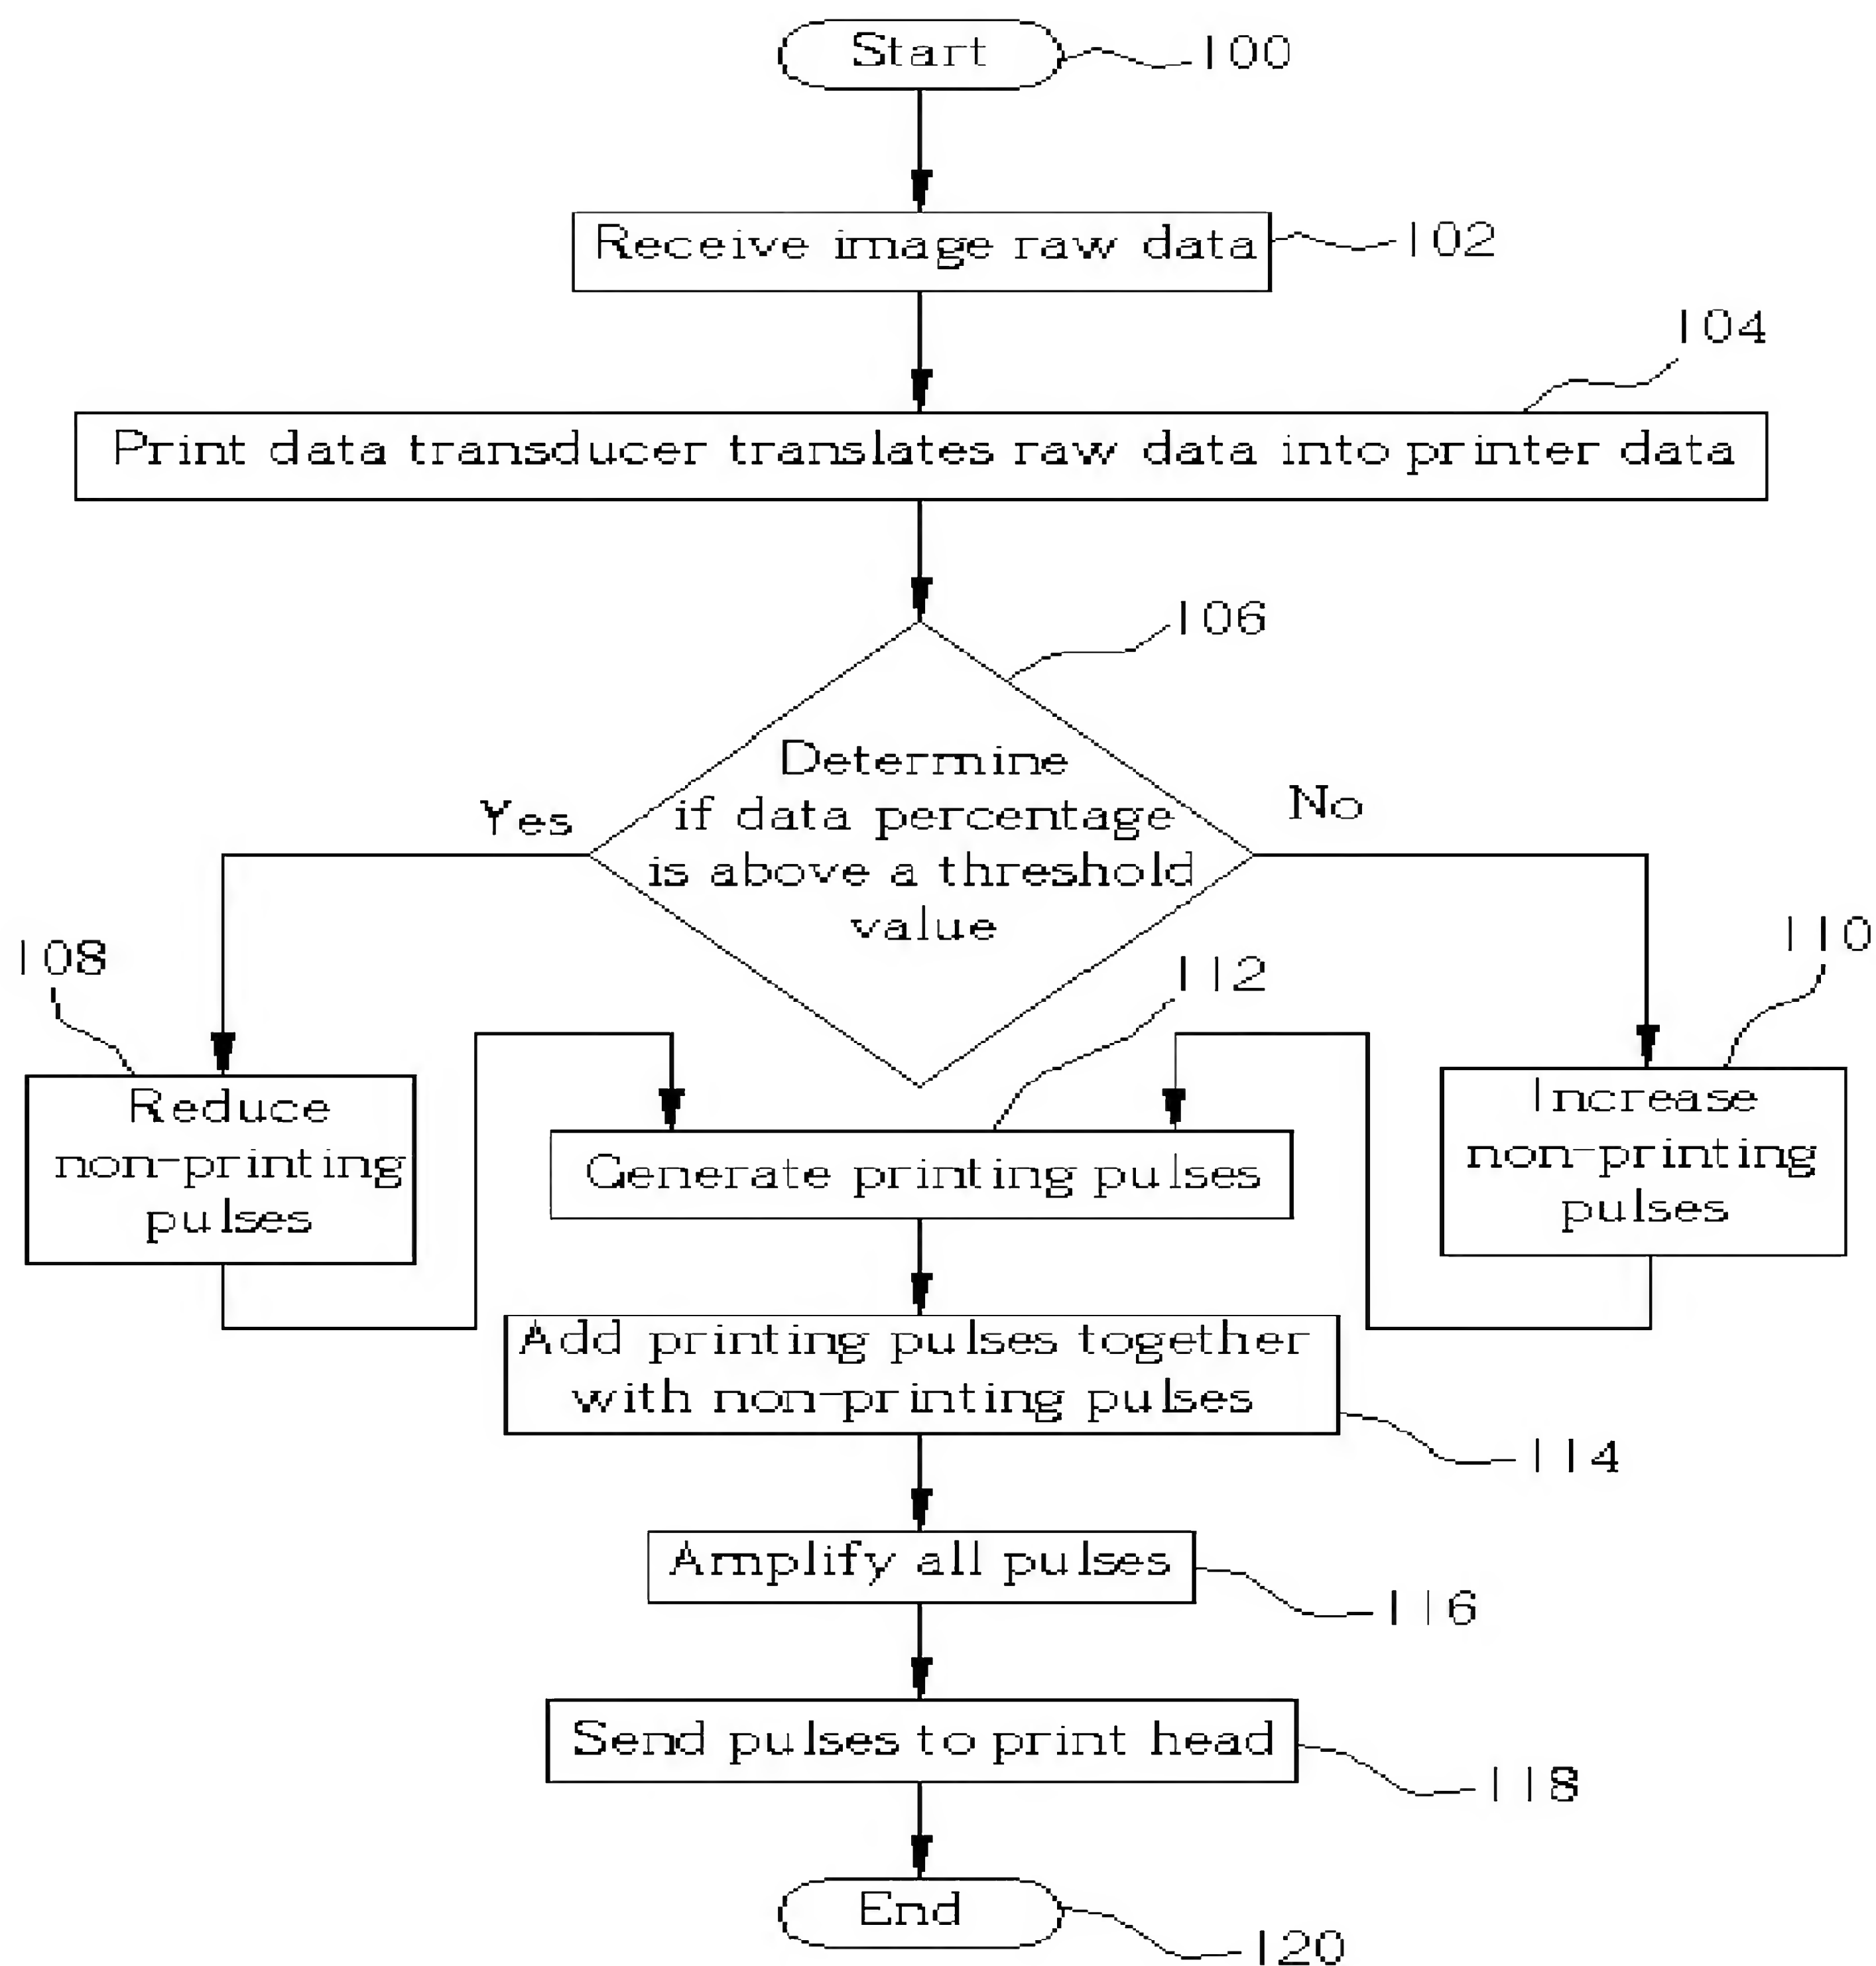 Start
100
Receive image raw data
102
104
Print data transducer translates raw data into printer data
106
Determine
if data percentage
is above a threshold
value
Yes
No
108
110
112
Reduce
non-printing
pulses
Generate printing pulses
Increase
non-printing
pulses
Add printing pulses together
with non-printing pulses
114
Amplify all pulses
116
Send pulses to print head
118
End
120